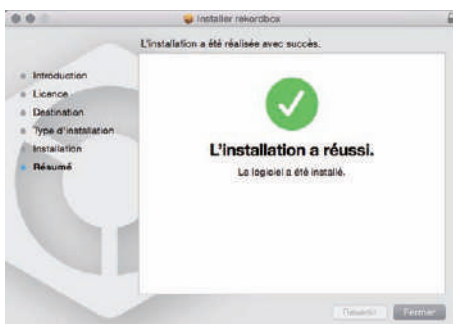 Installer rekordbox
L'installation a été réalisée avec succès.
Introduction
Licence
Destination
Type d'installation
Installation
Résumé
L'installation a réussi.
Le logiciel a été installé.
Revenir
Fermer